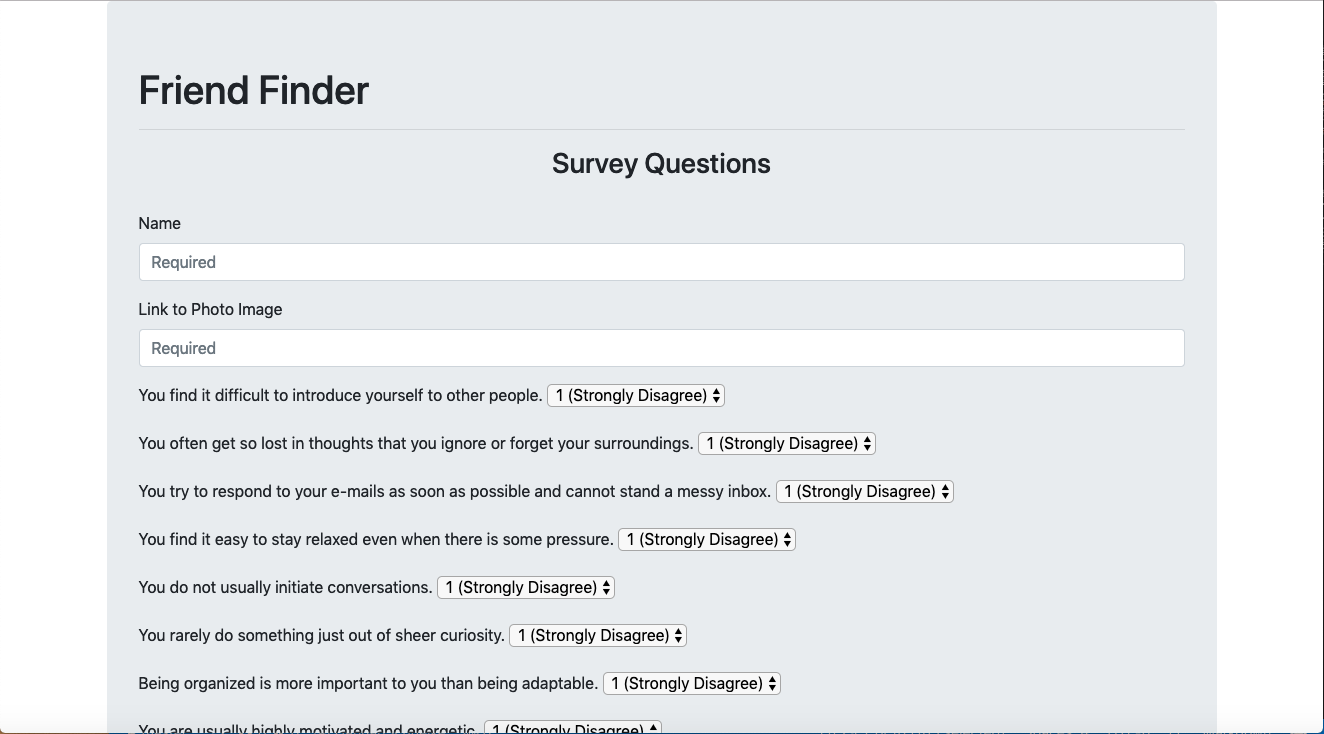 Friend Finder
Survey Questions
Name
Required
Link to Photo Image
Required
You find it difficult to introduce yourself to other people. 1 (Strongly Disagree)
You often get so lost in thoughts that you ignore or forget your surroundings. 1 (Strongly Disagree)
You try to respond to your e-mails as soon as possible and cannot stand a messy inbox. 1 (Strongly Disagree)
You find it easy to stay relaxed even when there is some pressure. 1 (Strongly Disagree)
You do not usually initiate conversations. 1 (Strongly Disagree)
You rarely do something just out of sheer curiosity. 1 (Strongly Disagree)
Being organized is more important to you than being adaptable. 1 (Strongly Disagree)
You are usually highly motivated and energetic. 1 (Strongly Disagree)